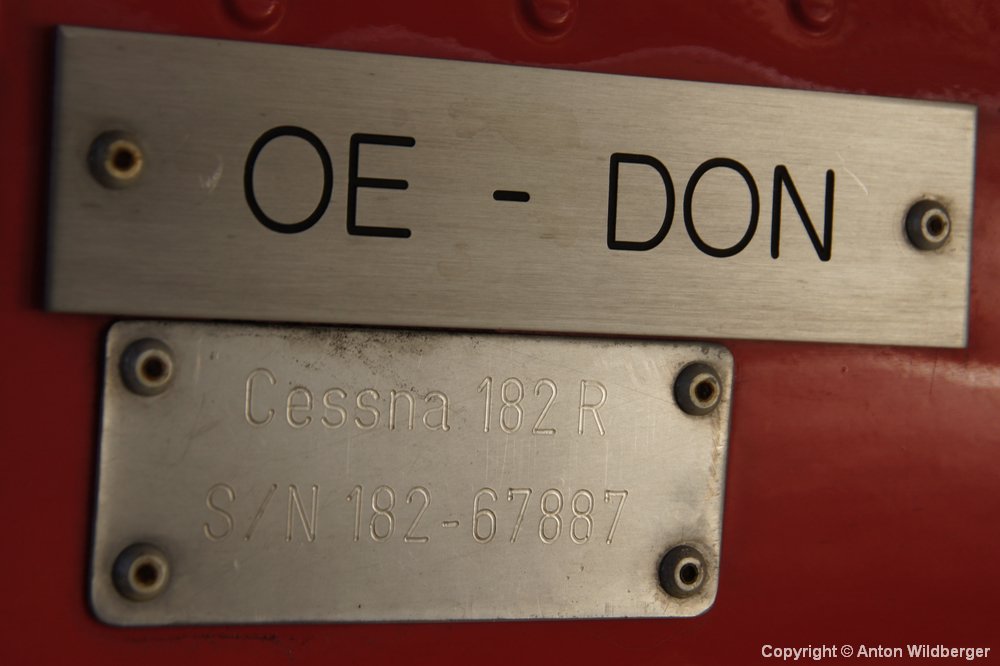 OE - DON
Cessna 182 R
S/N 182-67887
Copyright © Anton Wildberger